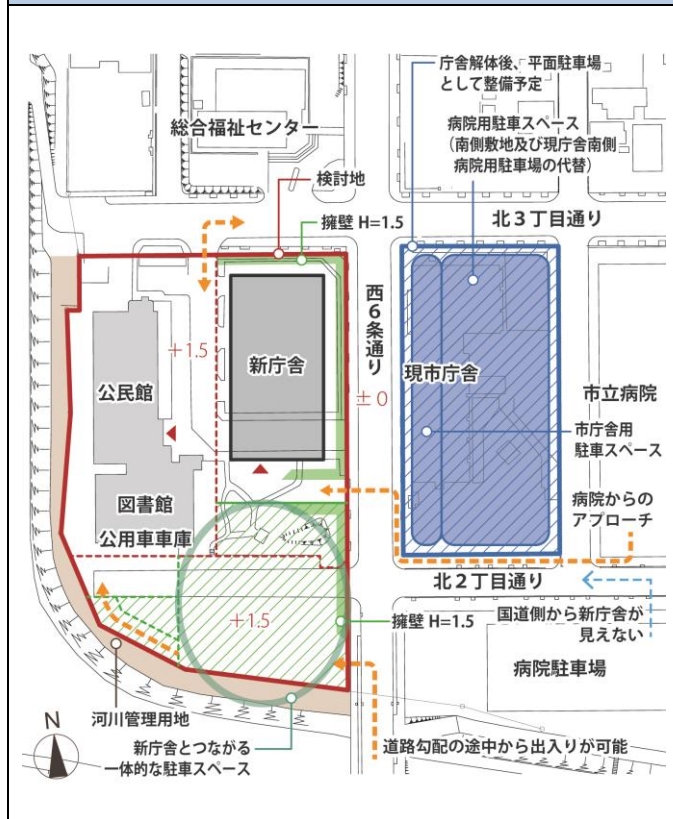 庁舎解体後、平面駐車場
として整備予定
病院用駐車スペース
（南側敷地及び現庁舎南側
病院用駐車場の代替）
総合福祉センター
検討地
擁壁 H=1.5
北３丁目通り
西６条通り
新庁舎
現市庁舎
公民館
+1.5
±0
市立病院
市庁舎用
駐車スペース
病院からの
アプローチ
図書館
公用車車庫
北２丁目通り
+1.5
擁壁 H=1.5
国道側から新庁舎が
見えない
病院駐車場
N
河川管理用地
新庁舎とつながる
一体的な駐車スペース
道路勾配の途中から出入りが可能